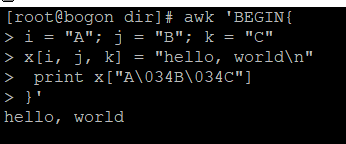 [root@bogon dir]# awk 'BEGIN{
> i = "A"; j = "B"; k = "C"
> x[i, j, k] = "hello, world\n"
>  print x["A\034B\034C"]
> }'
hello, world